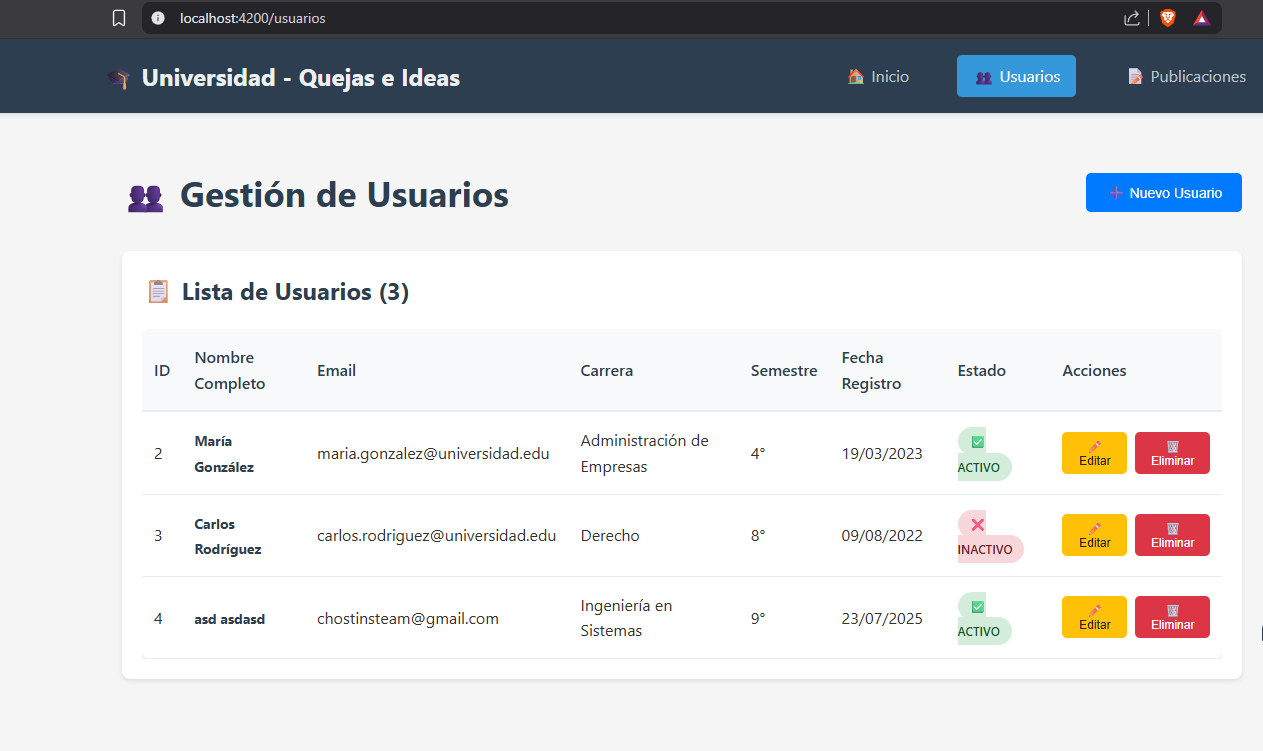 localhost:4200/usuarios
Universidad - Quejas e Ideas
Inicio
Usuarios
Publicaciones
Gestión de Usuarios
Nuevo Usuario
Lista de Usuarios (3)
ID
Nombre
Completo
Email
Carrera
Semestre
Fecha
Registro
Estado
Acciones
2
María
González
maria.gonzalez@universidad.edu
Administración de
Empresas
4°
19/03/2023
ACTIVO
Editar
Eliminar
3
Carlos
Rodríguez
carlos.rodriguez@universidad.edu
Derecho
8°
09/08/2022
INACTIVO
Editar
Eliminar
4
asd asdasd
chostinsteam@gmail.com
Ingeniería en
Sistemas
9°
23/07/2025
ACTIVO
Editar
Eliminar